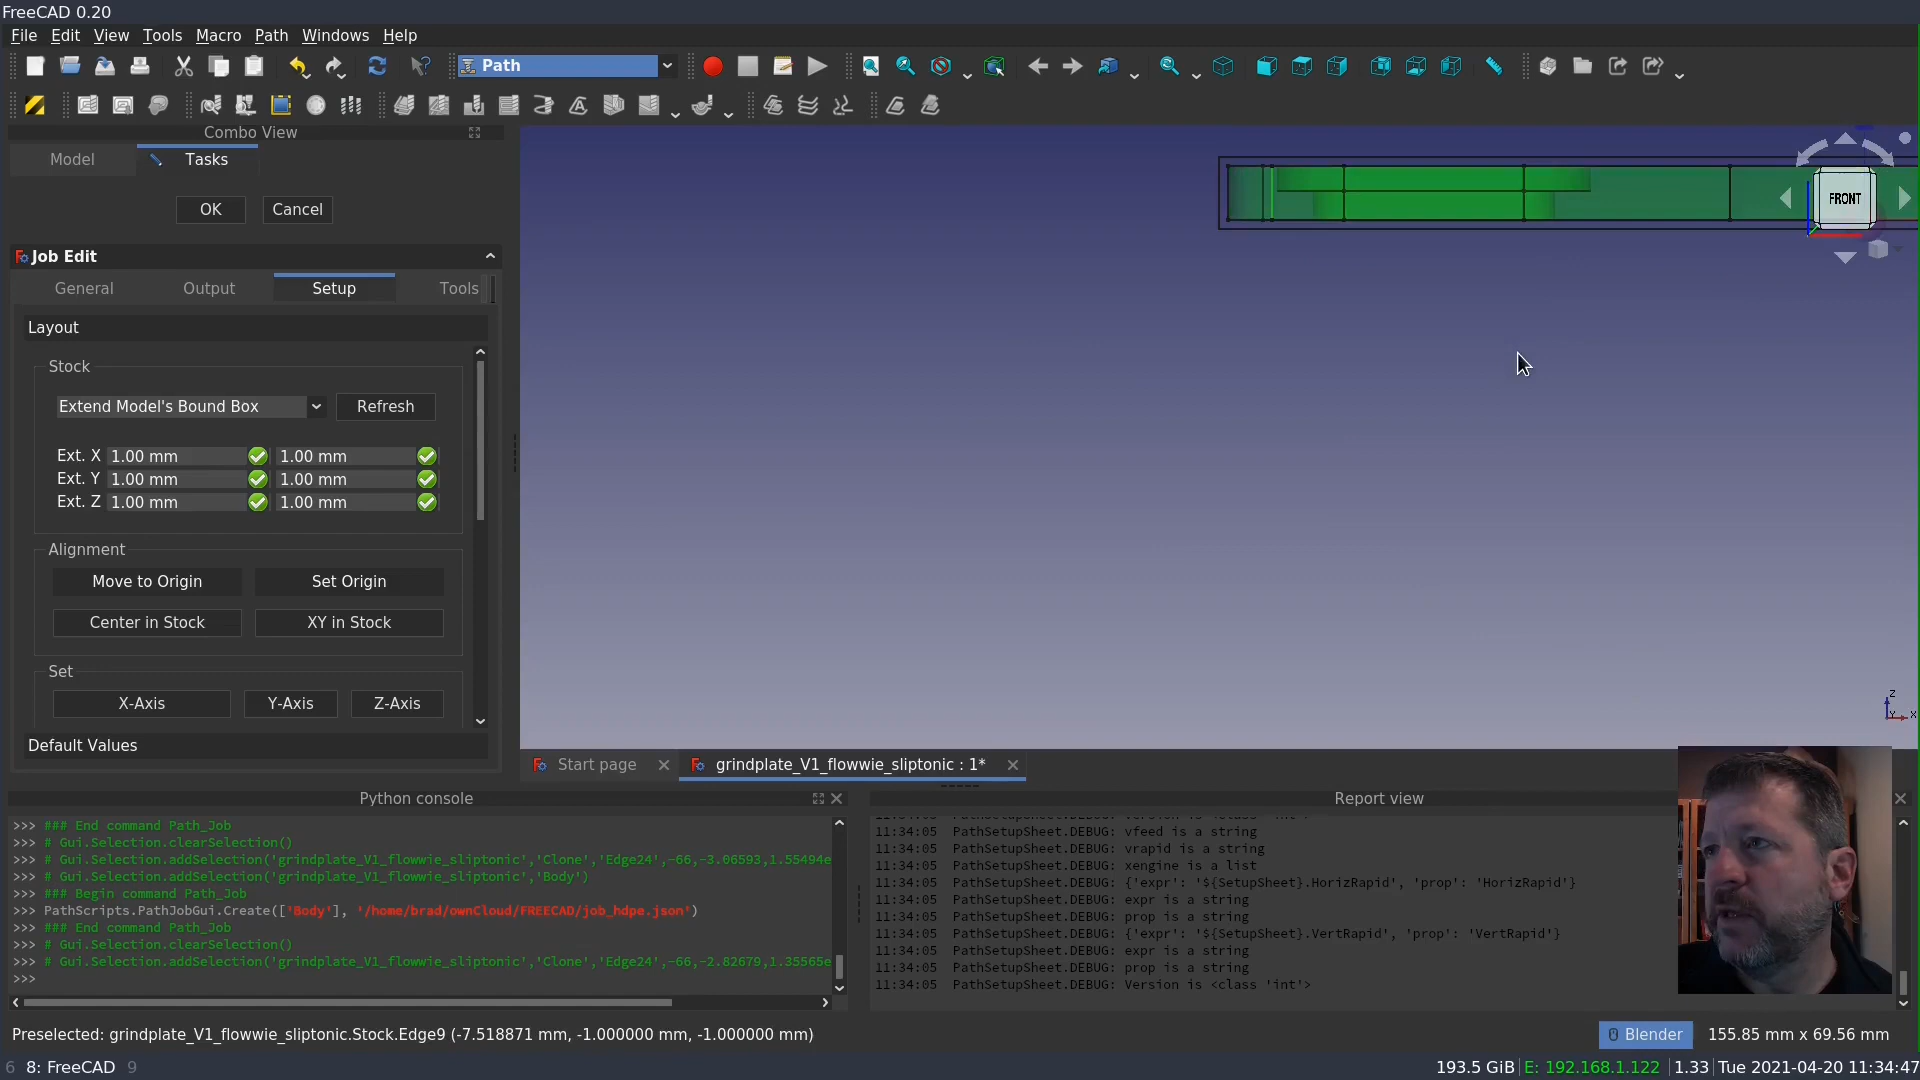 FreeCAD 0.20
File Edit View Tools Macro Path Windows Help
Path
Combo View
Model Tasks
OK Cancel
Job Edit
General Output Setup Tools
Layout
Stock
Extend Model's Bound Box Refresh
Ext. X 1.00 mm 1.00 mm
Ext. Y 1.00 mm 1.00 mm
Ext. Z 1.00 mm 1.00 mm
Alignment
Move to Origin Set Origin
Center in Stock XY in Stock
Set
X-Axis Y-Axis Z-Axis
Default Values
FRONT
Z
Y X
Start page grindplate_V1_flowwie_sliptonic : 1*
Python console
>>> ### End command Path_Job
>>> # Gui.Selection.clearSelection()
>>> # Gui.Selection.addSelection('grindplate_V1_flowwie_sliptonic','Clone','Edge24',-66,-3.06593,1.55494e
>>> # Gui.Selection.addSelection('grindplate_V1_flowwie_sliptonic','Body')
>>> ### Begin command Path_Job
>>> PathScripts.PathJobGui.Create(['Body'], '/home/brad/ownCloud/FREECAD/job_hdpe.json')
>>> ### End command Path_Job
>>> # Gui.Selection.clearSelection()
>>> # Gui.Selection.addSelection('grindplate_V1_flowwie_sliptonic','Clone','Edge24',-66,-2.82679,1.35565e
>>>
Report view
11:34:05 PathSetupSheet.DEBUG: vfeed is a string
11:34:05 PathSetupSheet.DEBUG: vrapid is a string
11:34:05 PathSetupSheet.DEBUG: xengine is a list
11:34:05 PathSetupSheet.DEBUG: {'expr': '${SetupSheet}.HorizRapid', 'prop': 'HorizRapid'}
11:34:05 PathSetupSheet.DEBUG: expr is a string
11:34:05 PathSetupSheet.DEBUG: prop is a string
11:34:05 PathSetupSheet.DEBUG: {'expr': '${SetupSheet}.VertRapid', 'prop': 'VertRapid'}
11:34:05 PathSetupSheet.DEBUG: expr is a string
11:34:05 PathSetupSheet.DEBUG: prop is a string
11:34:05 PathSetupSheet.DEBUG: Version is <class 'int'>
Preselected: grindplate_V1_flowwie_sliptonic.Stock.Edge9 (-7.518871 mm, -1.000000 mm, -1.000000 mm)
Blender 155.85 mm x 69.56 mm
6 8: FreeCAD 9
193.5 GiB E: 192.168.1.122 1.33 Tue 2021-04-20 11:34:47